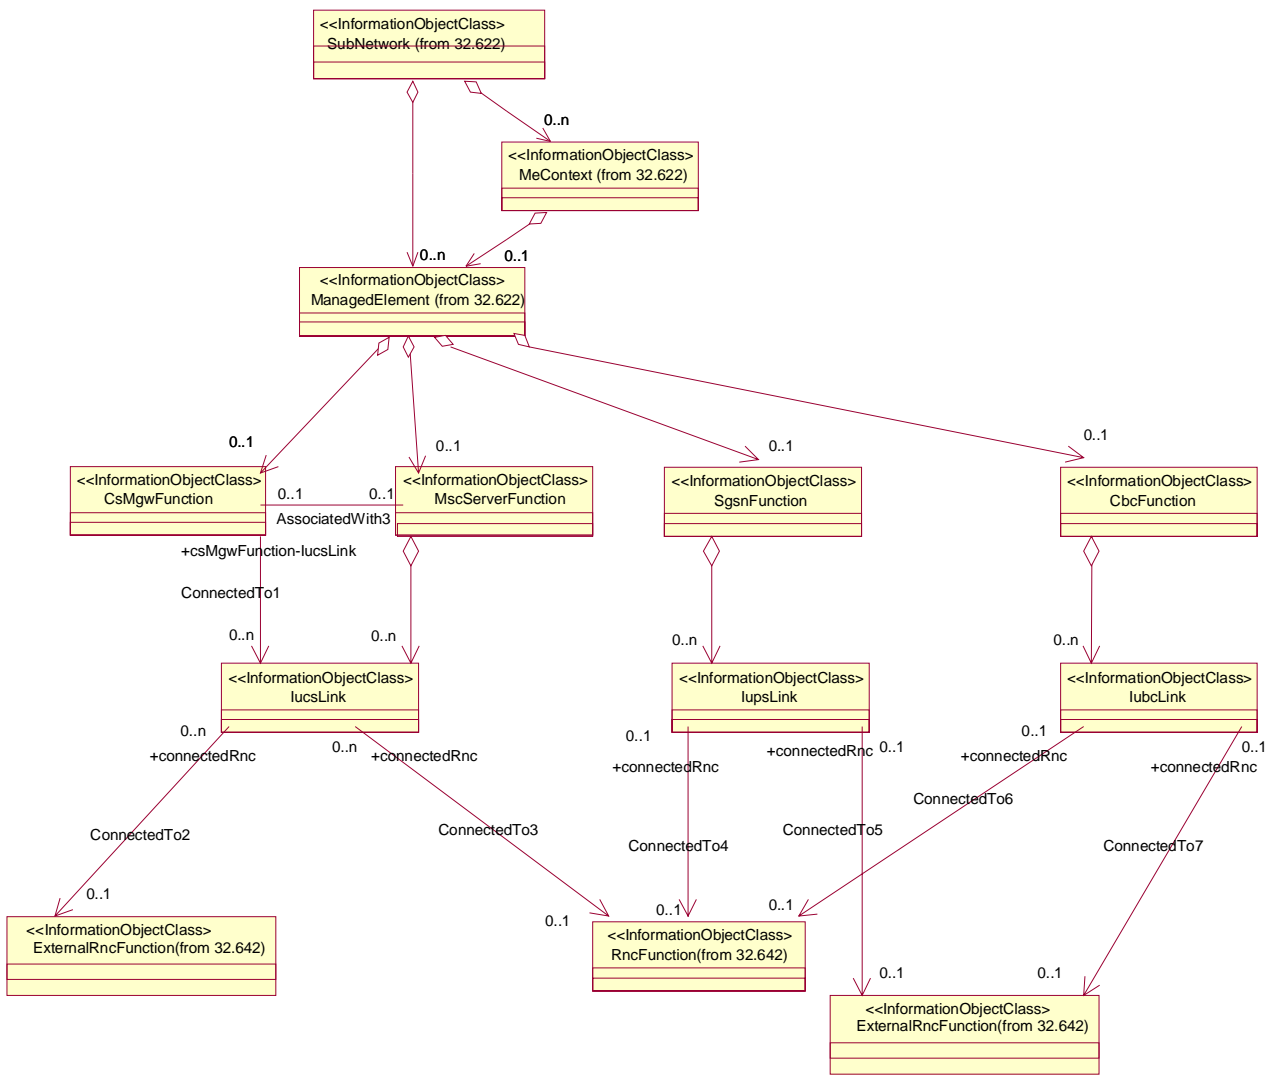 <<InformationObjectClass>
SubNetwork (from 32.622)
0..n
<<InformationObjectClass>
MeContext (from 32.622)
0..n
0..1
<<InformationObjectClass>
ManagedElement (from 32.622)
0..1
0..1
0..1
0..1
<<InformationObjectClass>
CsMgwFunction
<<InformationObjectClass>
MscServerFunction
<<InformationObjectClass>
SgsnFunction
<<InformationObjectClass>
CbcFunction
0..1
0..1
AssociatedWith3
+csMgwFunction-IucsLink
ConnectedTo1
0..n
0..n
0..n
0..n
<<InformationObjectClass>
IucsLink
<<InformationObjectClass>
IupsLink
<<InformationObjectClass>
IubcLink
0..n
+connectedRnc
0..n
+connectedRnc
0..1
+connectedRnc
+connectedRnc
0..1
0..1
+connectedRnc
0..1
+connectedRnc
ConnectedTo2
ConnectedTo3
ConnectedTo4
ConnectedTo5
ConnectedTo6
ConnectedTo7
0..1
0..1
0..1
0..1
<<InformationObjectClass>
ExternalRncFunction(from 32.642)
<<InformationObjectClass>
RncFunction(from 32.642)
0..1
0..1
<<InformationObjectClass>
ExternalRncFunction(from 32.642)